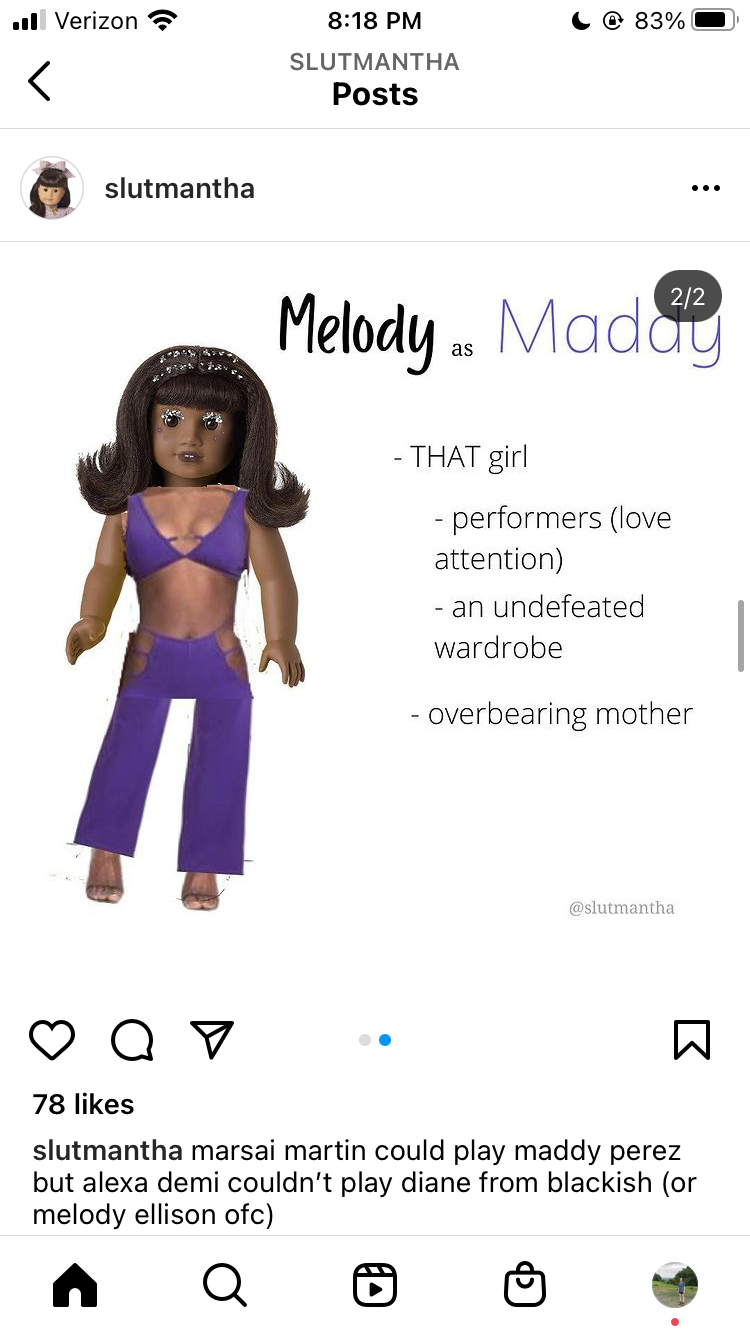 Verizon 8:18 PM 83%
SLUTMANTHA
Posts
slutmantha
2/2
Melody as Maddy
- THAT girl
- performers (love
attention)
- an undefeated
wardrobe
- overbearing mother
@slutmantha
78 likes
slutmantha marsai martin could play maddy perez
but alexa demi couldn’t play diane from blackish (or
melody ellison ofc)